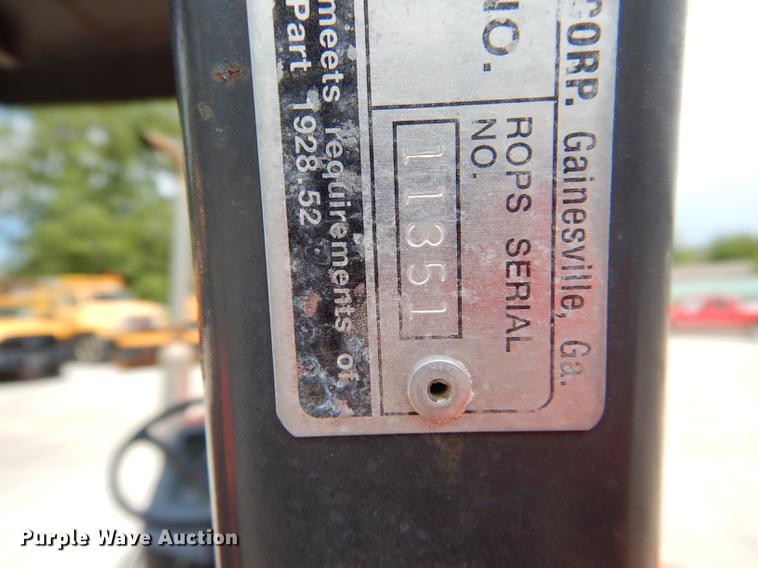 CORP. Gainesville, Ga.
NO.
ROPS SERIAL
NO.
11351
meets requirements of
Part 1928.52
Purple Wave Auction